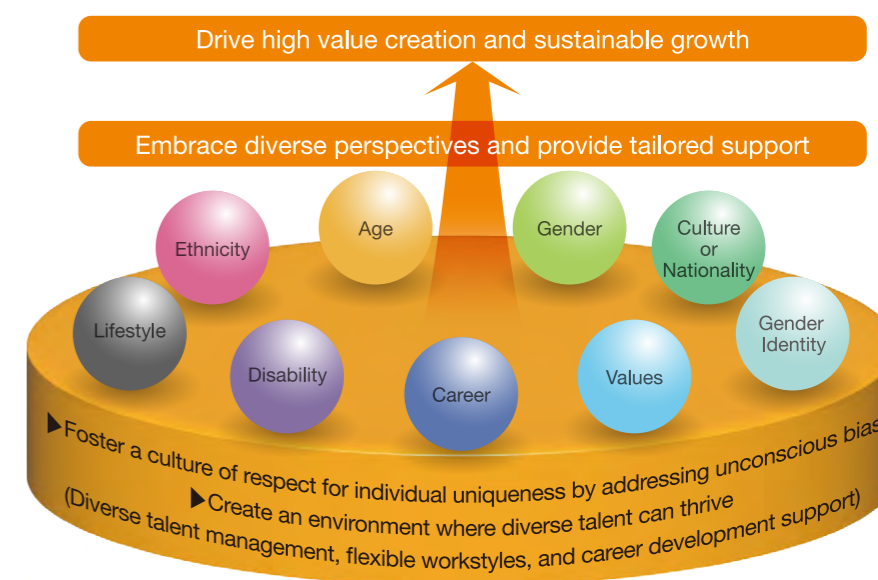 Drive high value creation and sustainable growth
Embrace diverse perspectives and provide tailored support
Ethnicity
Age
Gender
Culture
or
Nationality
Lifestyle
Disability
Career
Values
Gender
Identity
▶Foster a culture of respect for individual uniqueness by addressing unconscious bias
▶Create an environment where diverse talent can thrive
(Diverse talent management, flexible workstyles, and career development support)